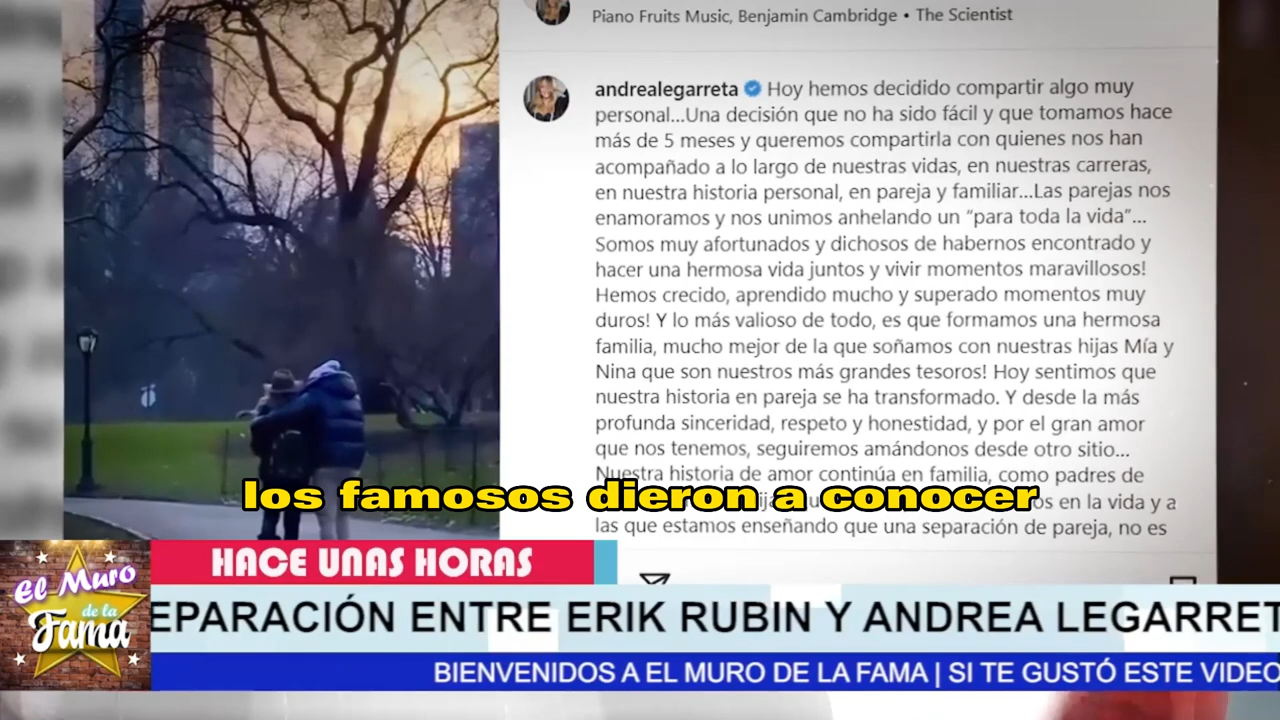 Piano Fruits Music, Benjamin Cambridge • The Scientist
andrealegarreta Hoy hemos decidido compartir algo muy
personal...Una decisión que no ha sido fácil y que tomamos hace
más de 5 meses y queremos compartirla con quienes nos han
acompañado a lo largo de nuestras vidas, en nuestras carreras,
en nuestra historia personal, en pareja y familiar...Las parejas nos
enamoramos y nos unimos anhelando un “para toda la vida”...
Somos muy afortunados y dichosos de habernos encontrado y
hacer una hermosa vida juntos y vivir momentos maravillosos!
Hemos crecido, aprendido mucho y superado momentos muy
duros! Y lo más valioso de todo, es que formamos una hermosa
familia, mucho mejor de la que soñamos con nuestras hijas Mía y
Nina que son nuestros más grandes tesoros! Hoy sentimos que
nuestra historia en pareja se ha transformado. Y desde la más
profunda sinceridad, respeto y honestidad, y por el gran amor
que nos tenemos, seguiremos amándonos desde otro sitio...
Nuestra historia de amor continúa en familia, como padres de
en la vida y a
las que estamos enseñando que una separación de pareja, no es
los famosos dieron a conocer
HACE UNAS HORAS
El Muro
de la
Fama
EPARACIÓN ENTRE ERIK RUBIN Y ANDREA LEGARRET
BIENVENIDOS A EL MURO DE LA FAMA | SI TE GUSTÓ ESTE VIDEO